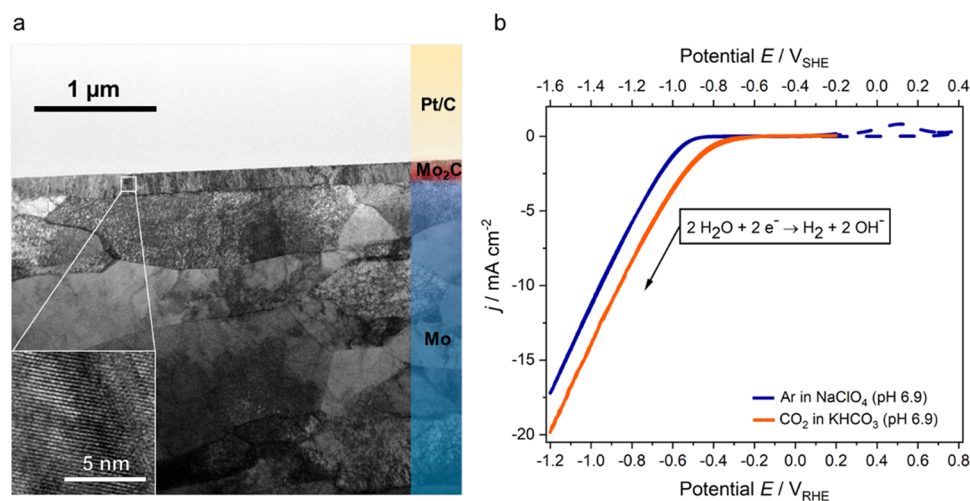 a
1 μm
Pt/C
Mo₂C
Mo
5 nm
b
Potential E / V_SHE
-1.6 -1.4 -1.2 -1.0 -0.8 -0.6 -0.4 -0.2 0.0 0.2 0.4
0
-5
-10
-15
-20
j / mA cm⁻²
2 H₂O + 2 e⁻ → H₂ + 2 OH⁻
Ar in NaClO₄ (pH 6.9)
CO₂ in KHCO₃ (pH 6.9)
-1.2 -1.0 -0.8 -0.6 -0.4 -0.2 0.0 0.2 0.4 0.6 0.8
Potential E / V_RHE